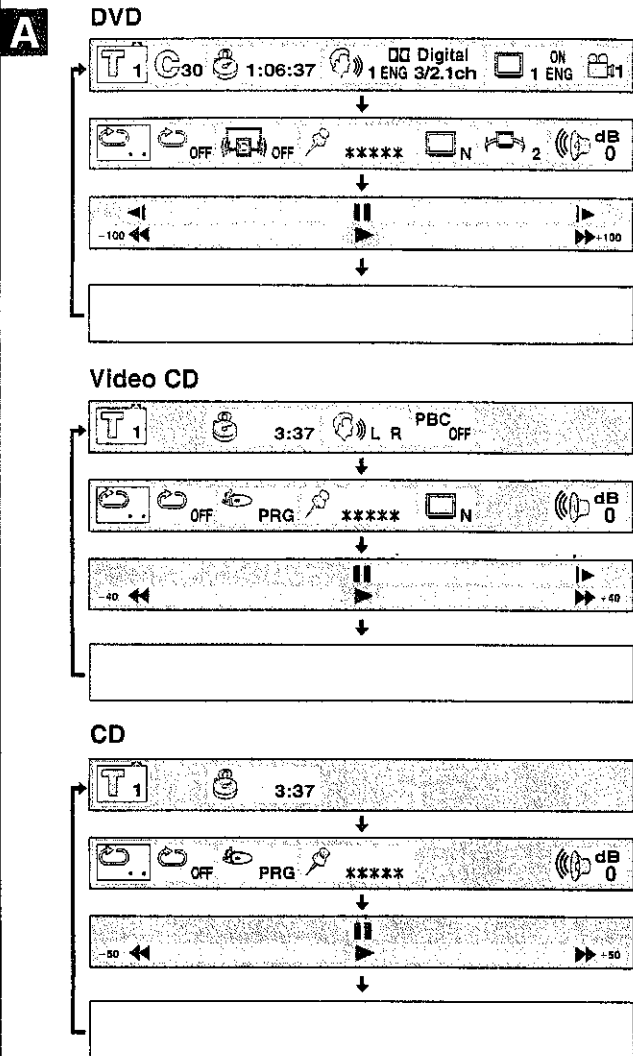 A
DVD
T 1 C30 1:06:37 1 ENG DD Digital 3/2.1ch ON 1 ENG 1
.. OFF OFF ***** N 2 dB 0
-100 +100
Video CD
T 1 3:37 L R PBC OFF
.. OFF PRG ***** N dB 0
-40 +40
CD
T 1 3:37
.. OFF PRG ***** dB 0
-50 +50